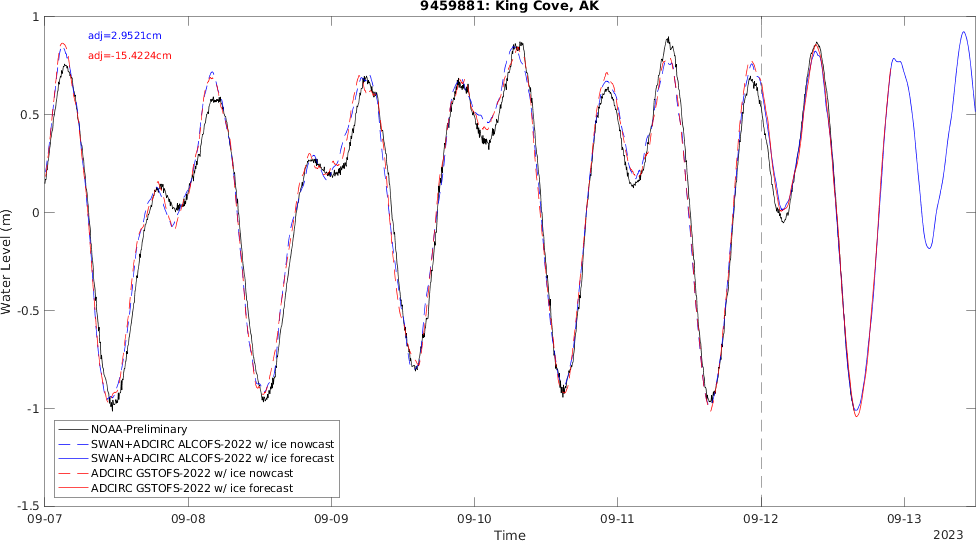 9459881: King Cove, AK
adj=2.9521cm
adj=-15.4224cm
1
0.5
0
-0.5
-1
-1.5
Water Level (m)
NOAA-Preliminary
SWAN+ADCIRC ALCOFS-2022 w/ ice nowcast
SWAN+ADCIRC ALCOFS-2022 w/ ice forecast
ADCIRC GSTOFS-2022 w/ ice nowcast
ADCIRC GSTOFS-2022 w/ ice forecast
09-07 09-08 09-09 09-10 09-11 09-12 09-13
Time
2023